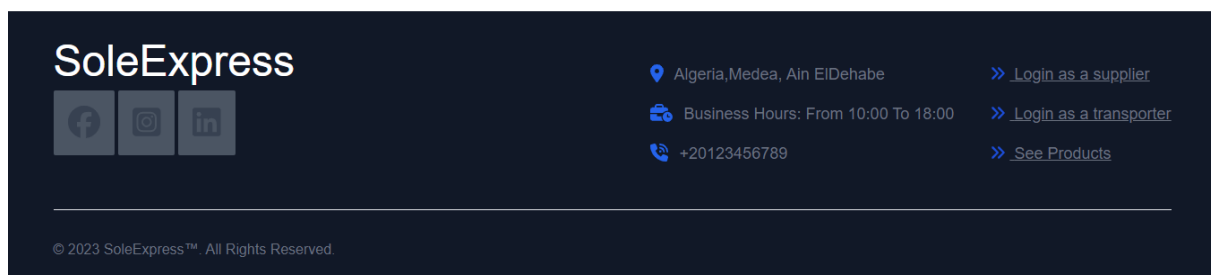 SoleExpress
Algeria,Medea, Ain ElDehabe
Business Hours: From 10:00 To 18:00
+20123456789
Login as a supplier
Login as a transporter
See Products
© 2023 SoleExpress™. All Rights Reserved.